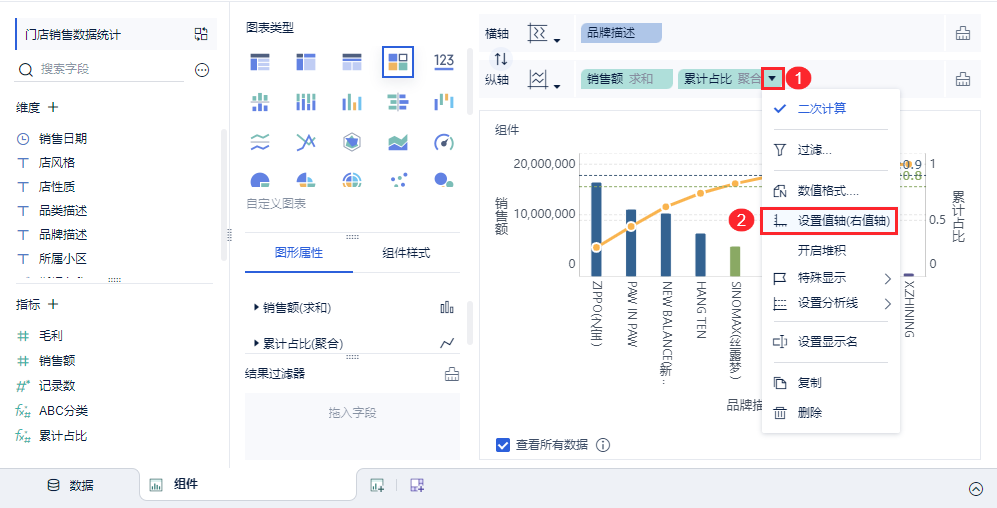 门店销售数据统计
搜索字段
维度
销售日期
店风格
店性质
品类描述
品牌描述
所属小区
指标
毛利
销售额
记录数
ABC分类
累计占比
图表类型
123
自定义图表
图形属性
组件样式
销售额(求和)
累计占比(聚合)
结果过滤器
拖入字段
横轴
品牌描述
纵轴
销售额 求和
累计占比 聚合
1
组件
20,000,000
10,000,000
0
销售额
ZIPPO(之宝)
PAW IN PAW
NEW BALANCE(新...
HANG TEN
SINOMAX(丝露梦)
X.ZHINING
0.9
0.8
1
0.5
0
累计占比
品牌描
二次计算
过滤...
数值格式....
2
设置值轴(右值轴)
开启堆积
特殊显示
设置分析线
设置显示名
复制
删除
查看所有数据
数据
组件